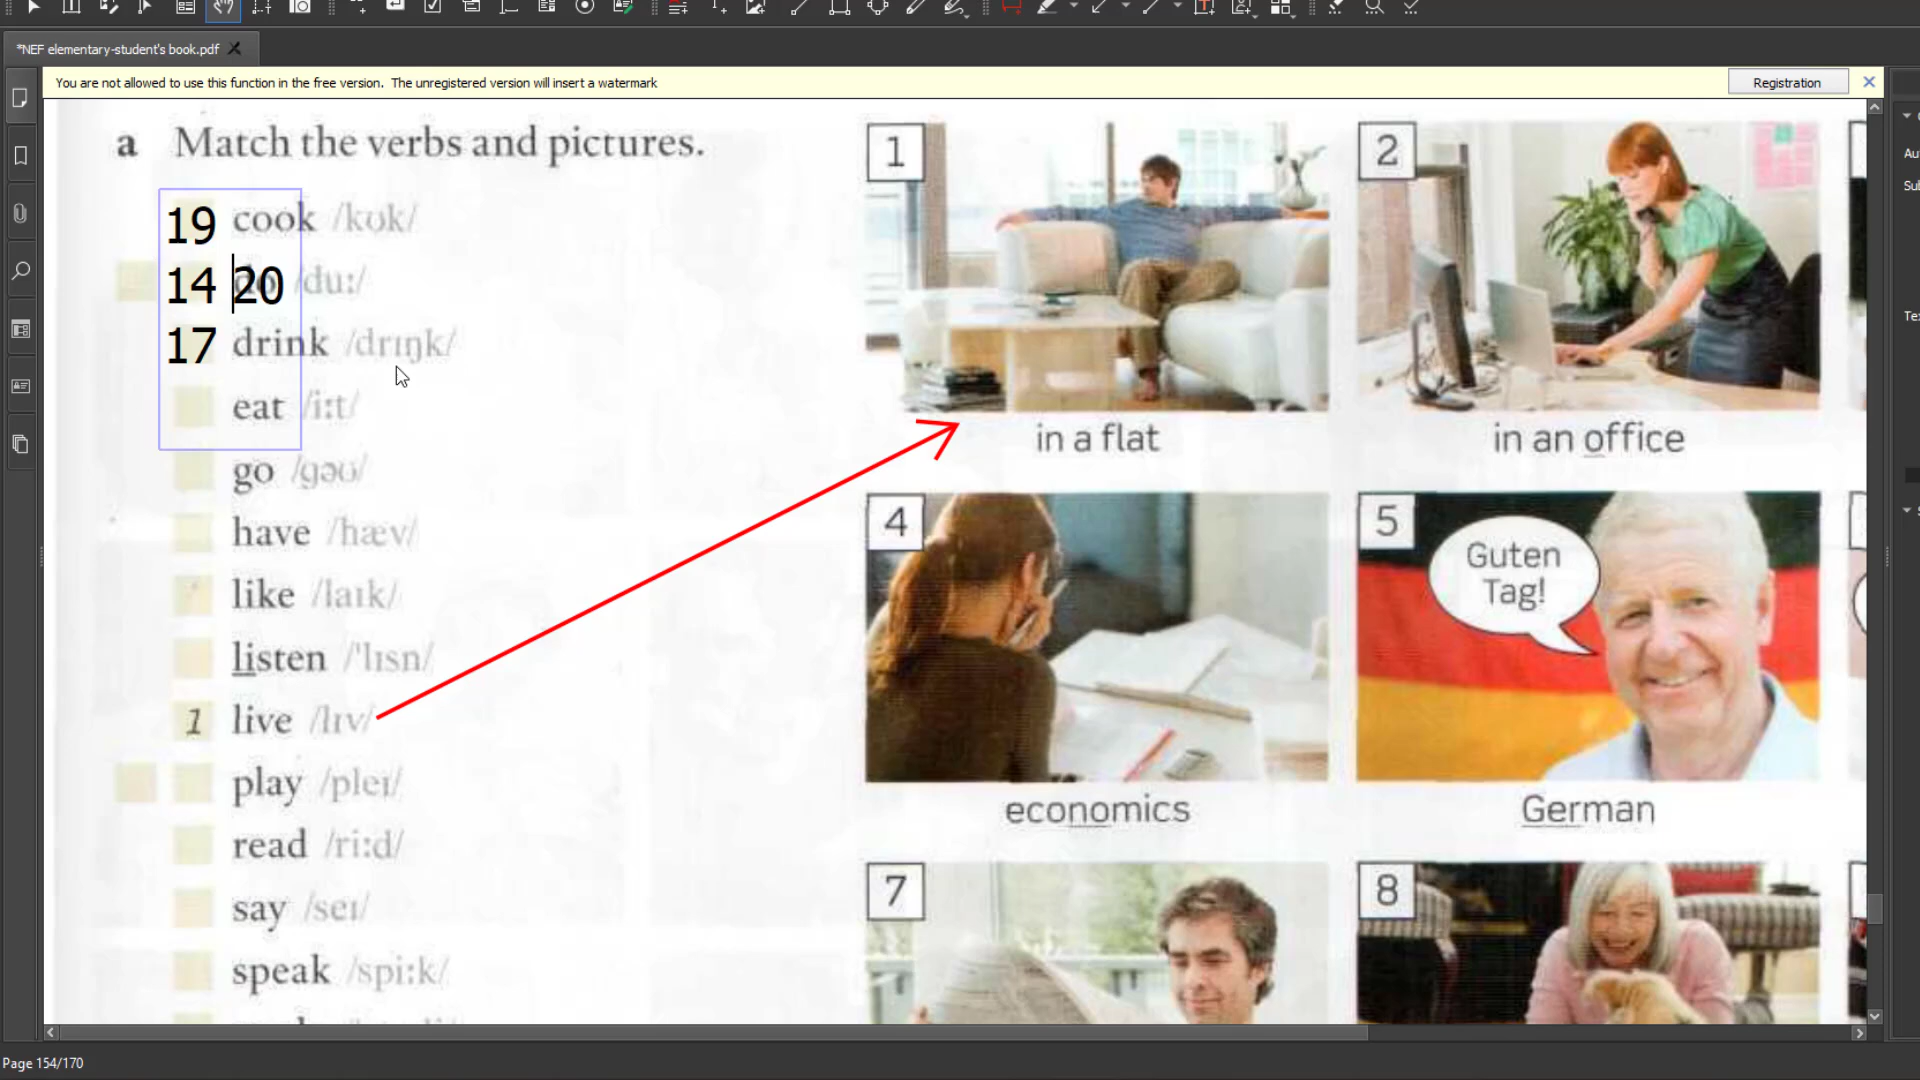 *NEF elementary-student's book.pdf
You are not allowed to use this function in the free version. The unregistered version will insert a watermark
Registration
a Match the verbs and pictures.
19 cook /kʊk/
14 20 /duː/
17 drink /drɪŋk/
eat /iːt/
go /gəʊ/
have /hæv/
like /laɪk/
listen /ˈlɪsn/
1 live /lɪv/
play /pleɪ/
read /riːd/
say /seɪ/
speak /spiːk/
1
in a flat
2
in an office
4
economics
5
Guten
Tag!
German
7
8
Page 154/170